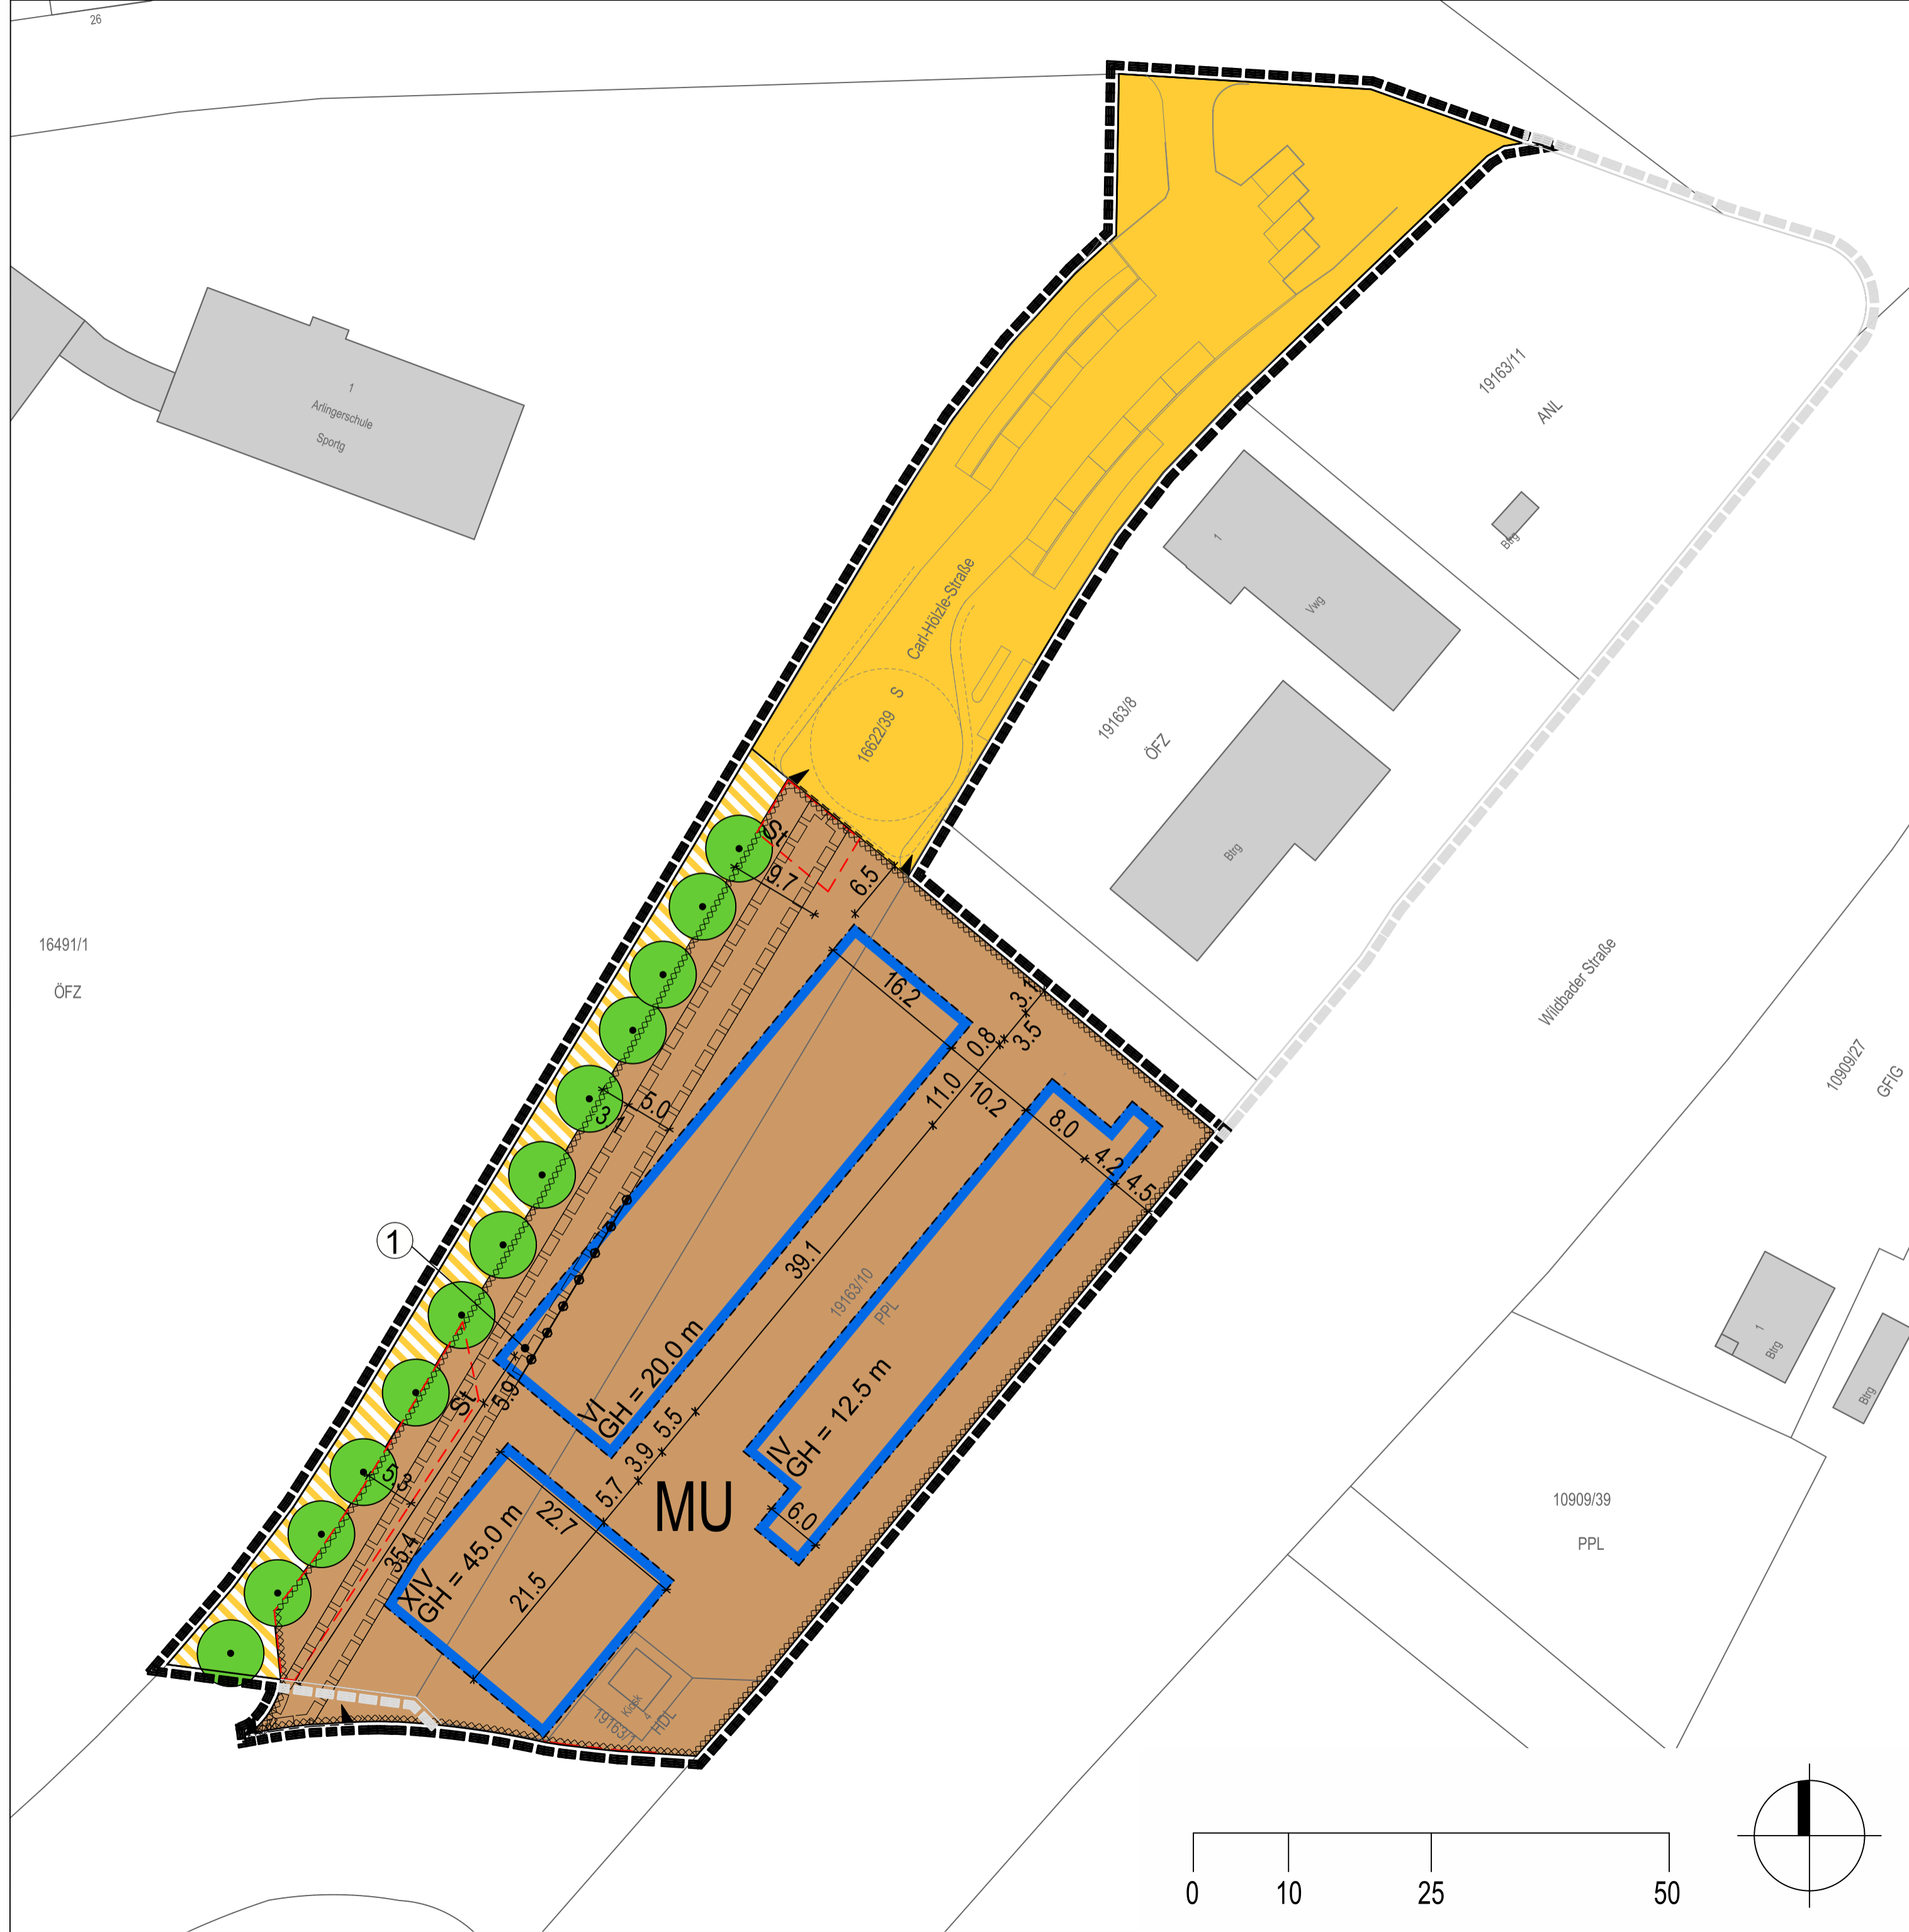 26
1
Arlingerschule
Sportg
19163/11
ANL
Btrg
1
Vwg
Carl-Hölzle-Straße
16622/39
S
19163/8
ÖFZ
Btrg
St
9.7
6.5
16491/1
ÖFZ
16.2
3.1
3.5
0.8
Wildbader Straße
10909/27
GFIG
11.0
10.2
5.0
3.1
8.0
4.2
4.5
1
39.1
19163/10
PPL
1
Btrg
Btrg
VI
GH = 20.0 m
IV
GH = 12.5 m
St
5.9
5.5
3.9
5.7
MU
5.3
22.7
6.0
10909/39
PPL
35.4
XIV
GH = 45.0 m
21.5
Kiosk
4
19163/1
HDL
0
10
25
50